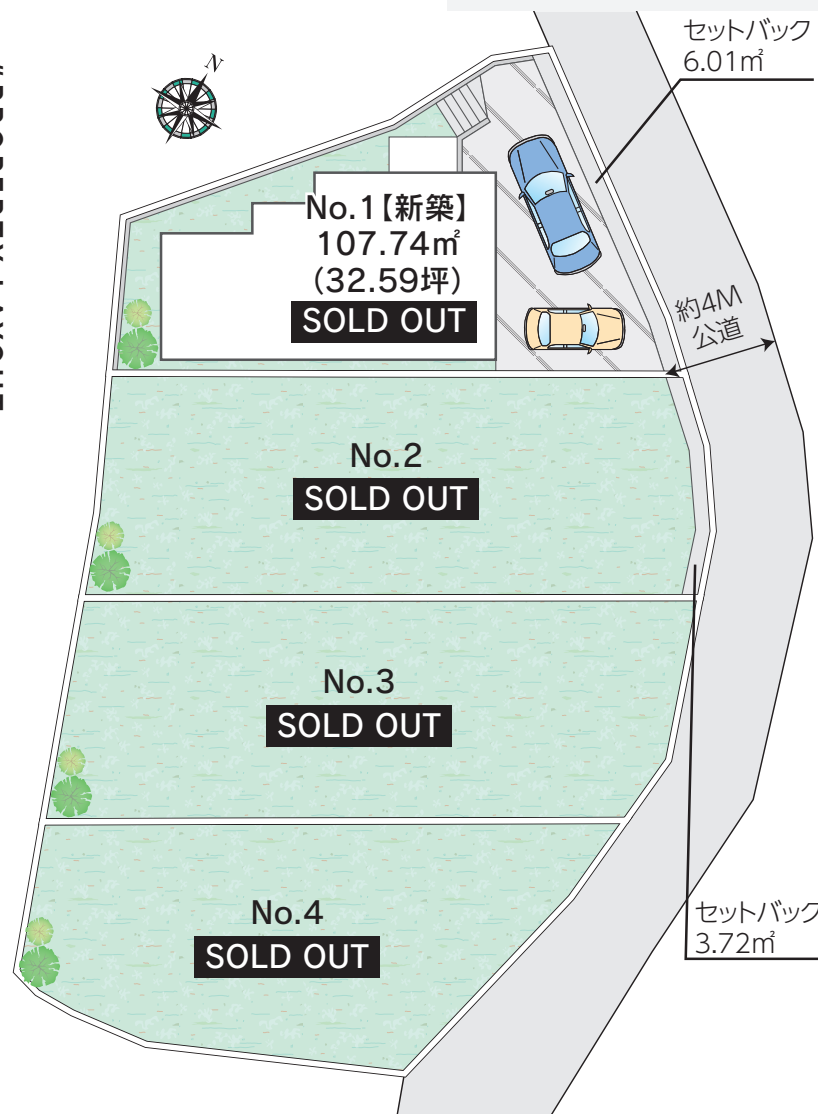 セットバック
6.01㎡
N
No.1【新築】
107.74㎡
(32.59坪)
SOLD OUT
約4M
公道
No.2
SOLD OUT
No.3
SOLD OUT
No.4
SOLD OUT
セットバック
3.72㎡